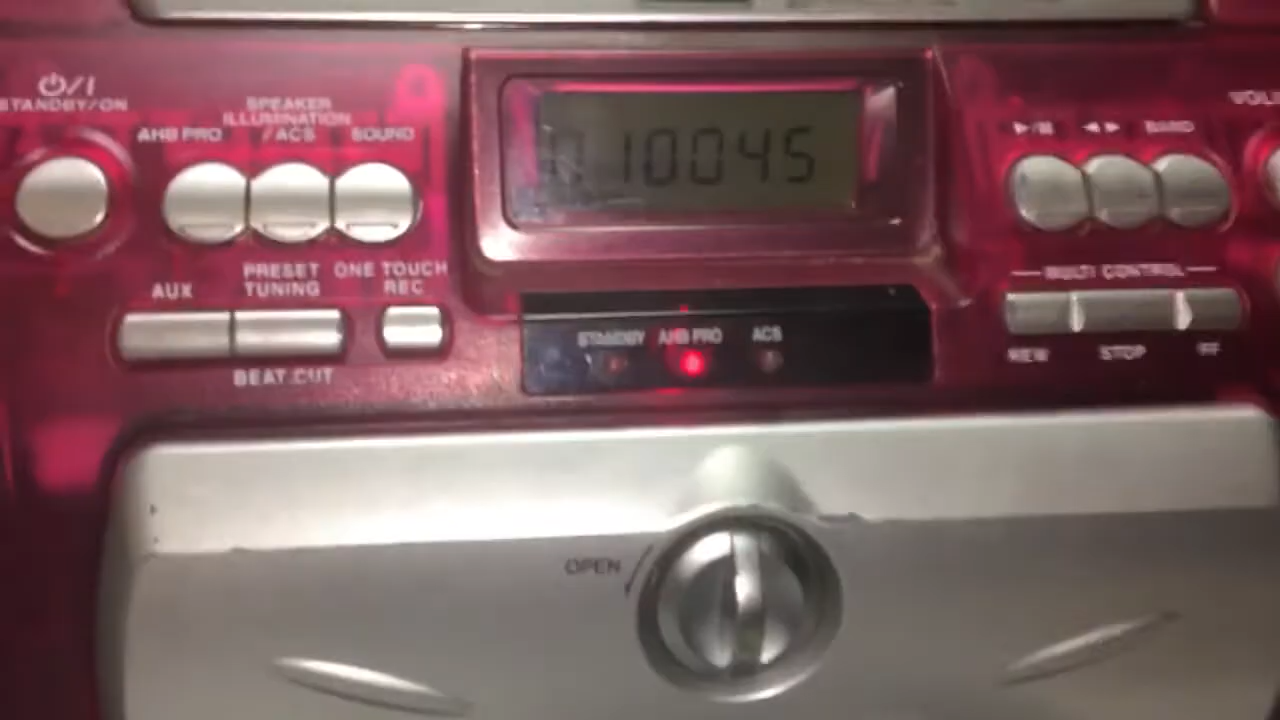 ⏻/I
STANDBY/ON
SPEAKER
ILLUMINATION
AHB PRO / ACS SOUND
10045
▶/II ◀ ▶ BAND
AUX PRESET TUNING ONE TOUCH REC
MULTI CONTROL
STANDBY AHB PRO ACS
BEAT CUT
STOP
OPEN